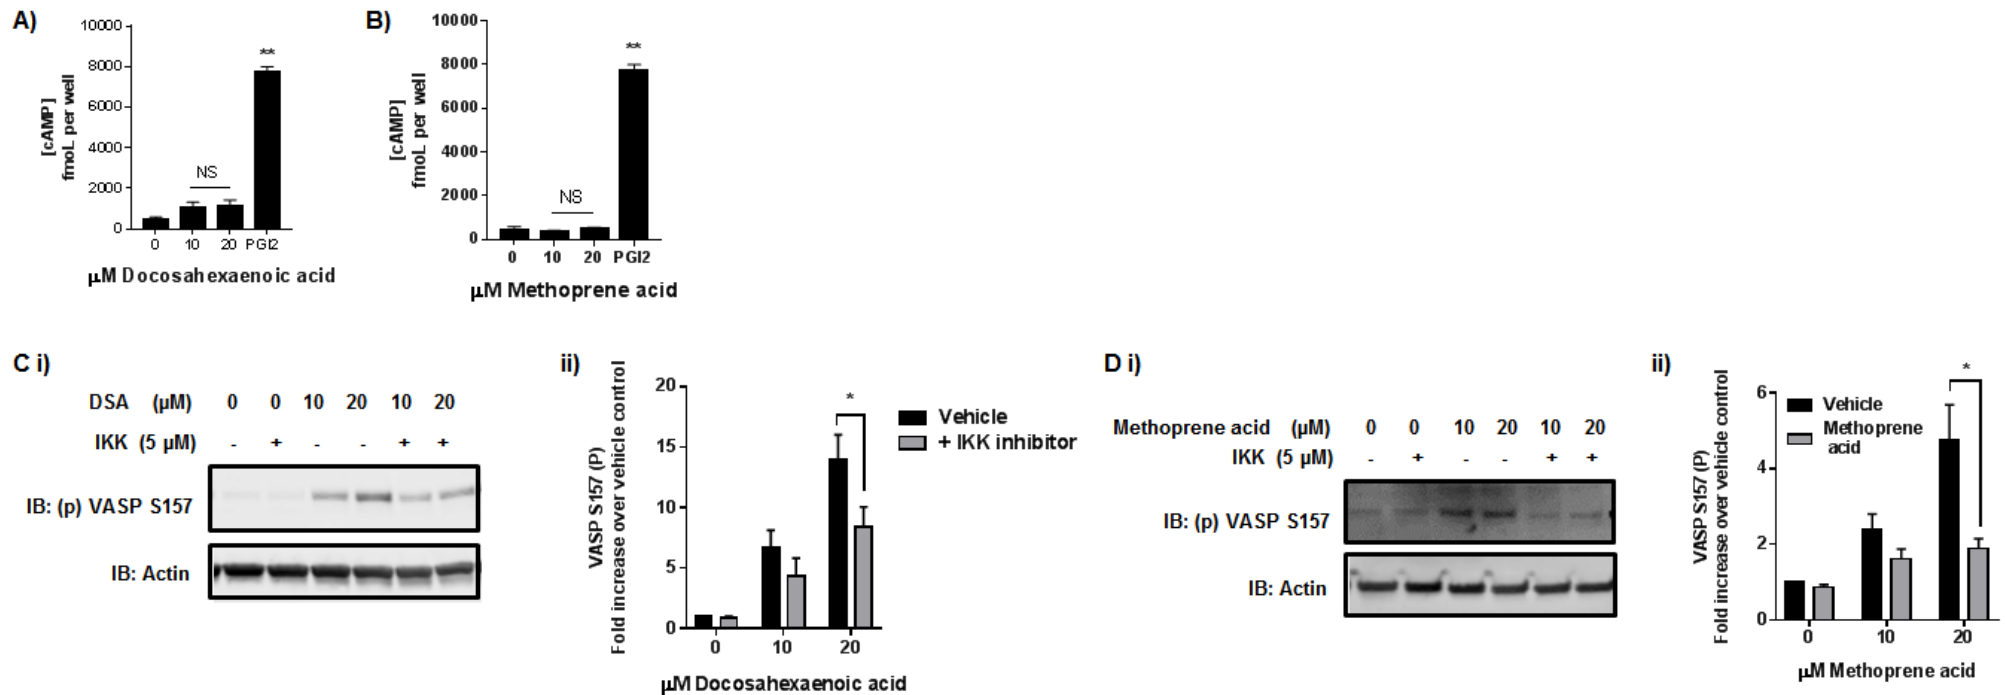 A)
10000
8000
6000
4000
2000
0
[cAMP]
fmoL per well
**
NS
0 10 20 PGI2
µM Docosahexaenoic acid
B)
10000
8000
6000
4000
2000
0
[cAMP]
fmoL per well
**
NS
0 10 20 PGI2
µM Methoprene acid
C i)
DSA (µM) 0 0 10 20 10 20
IKK (5 µM) - + - - + +
IB: (p) VASP S157
IB: Actin
ii)
VASP S157 (P)
Fold increase over vehicle control
20
15
10
5
0
*
Vehicle
+ IKK inhibitor
0 10 20
µM Docosahexaenoic acid
D i)
Methoprene acid (µM) 0 0 10 20 10 20
IKK (5 µM) - + - - + +
IB: (p) VASP S157
IB: Actin
ii)
VASP S157 (P)
Fold increase over vehicle control
6
4
2
0
*
Vehicle
Methoprene
acid
0 10 20
µM Methoprene acid